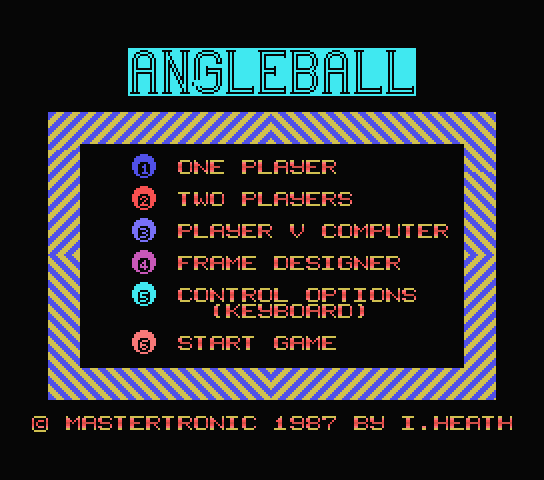 ANGLEBALL
1 ONE PLAYER
2 TWO PLAYERS
3 PLAYER V COMPUTER
4 FRAME DESIGNER
5 CONTROL OPTIONS
(KEYBOARD)
6 START GAME
© MASTERTRONIC 1987 BY I.HEATH